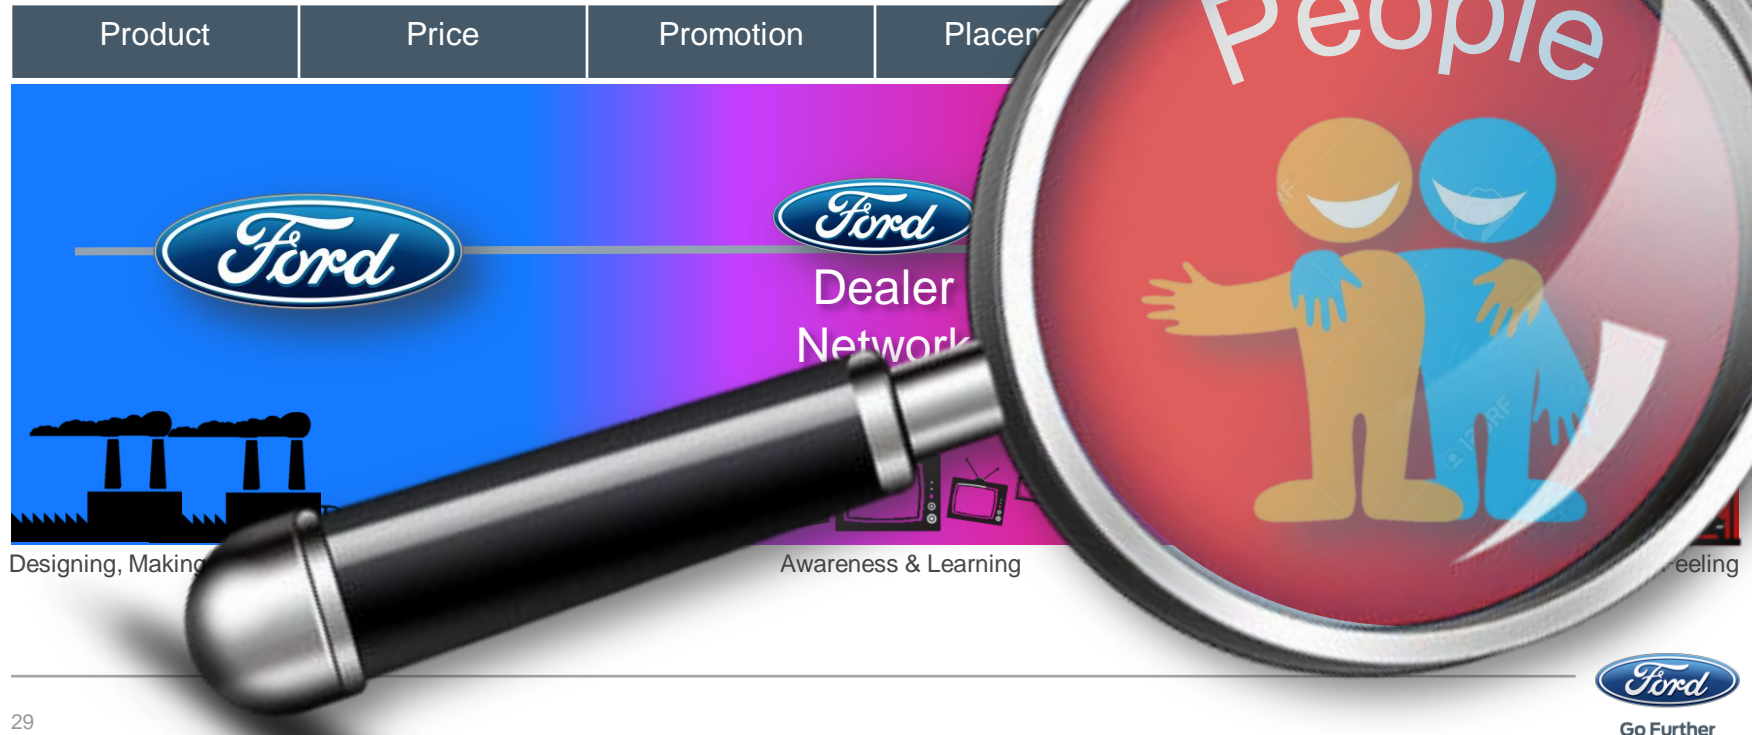 Product
Price
Promotion
Placem
People
Ford
Ford
Dealer
Network
Designing, Making
Awareness & Learning
eeling
Ford
29
Go Further